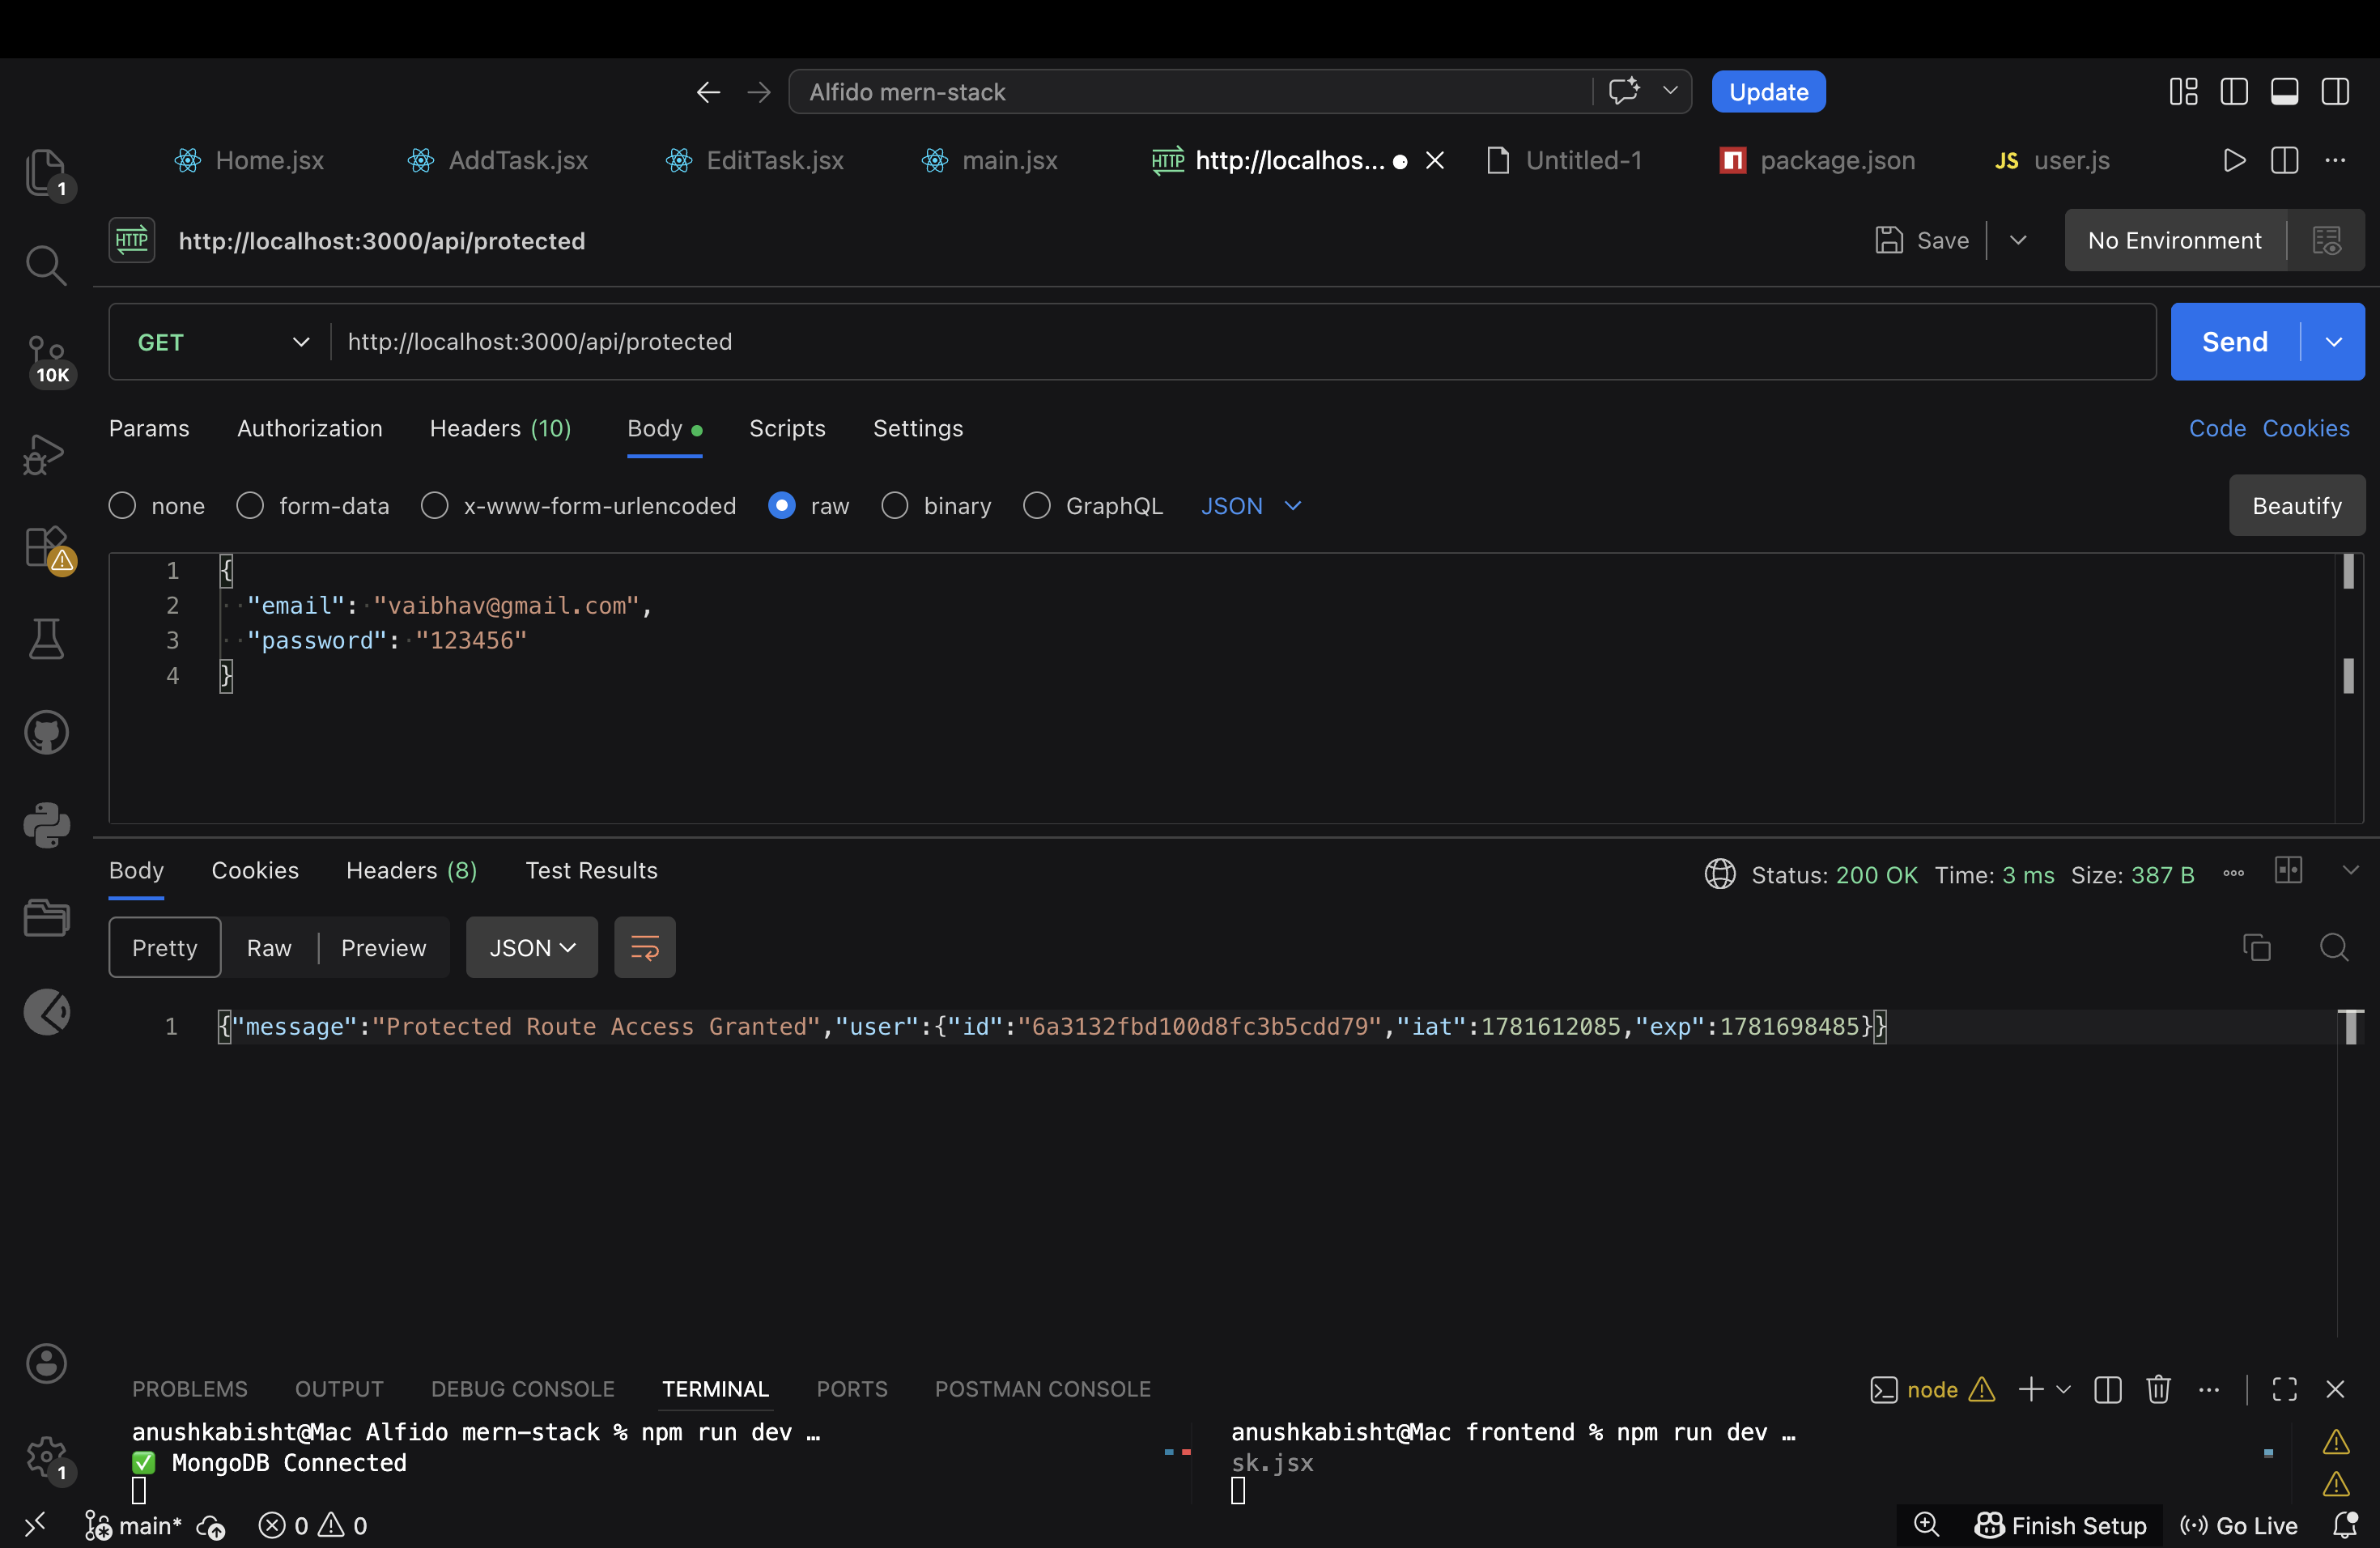 Alfido mern-stack
Update
1
Home.jsx AddTask.jsx EditTask.jsx main.jsx HTTP http://localhos... Untitled-1 package.json JS user.js
HTTP http://localhost:3000/api/protected Save No Environment
GET http://localhost:3000/api/protected Send
10K
Params Authorization Headers (10) Body Scripts Settings Code Cookies
none form-data x-www-form-urlencoded raw binary GraphQL JSON Beautify
1 {
2 "email": "vaibhav@gmail.com",
3 "password": "123456"
4 }
Body Cookies Headers (8) Test Results Status: 200 OK Time: 3 ms Size: 387 B
Pretty Raw Preview JSON
1 {"message":"Protected Route Access Granted","user":{"id":"6a3132fbd100d8fc3b5cdd79","iat":1781612085,"exp":1781698485}}
PROBLEMS OUTPUT DEBUG CONSOLE TERMINAL PORTS POSTMAN CONSOLE node
anushkabisht@Mac Alfido mern-stack % npm run dev …
✅ MongoDB Connected
anushkabisht@Mac frontend % npm run dev …
sk.jsx
1
main* 0 0 Finish Setup Go Live